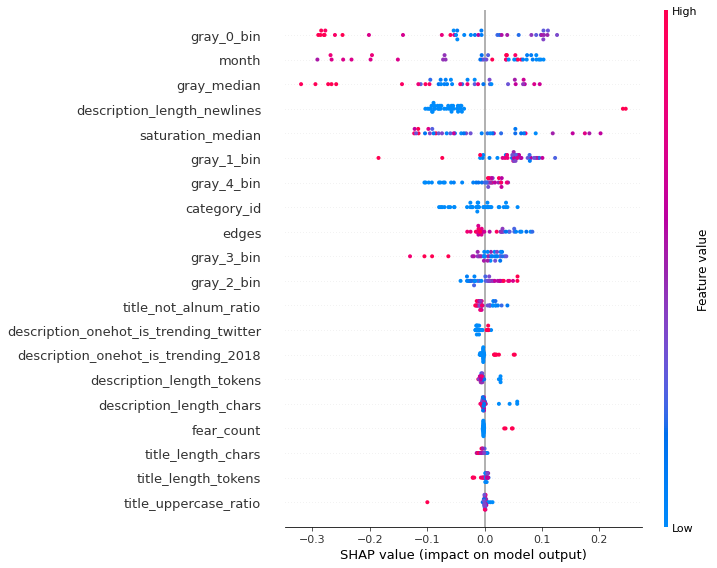 High
gray_0_bin
month
gray_median
description_length_newlines
saturation_median
gray_1_bin
gray_4_bin
category_id
edges
gray_3_bin
gray_2_bin
title_not_alnum_ratio
description_onehot_is_trending_twitter
description_onehot_is_trending_2018
description_length_tokens
description_length_chars
fear_count
title_length_chars
title_length_tokens
title_uppercase_ratio
Feature value
Low
−0.3 −0.2 −0.1 0.0 0.1 0.2
SHAP value (impact on model output)